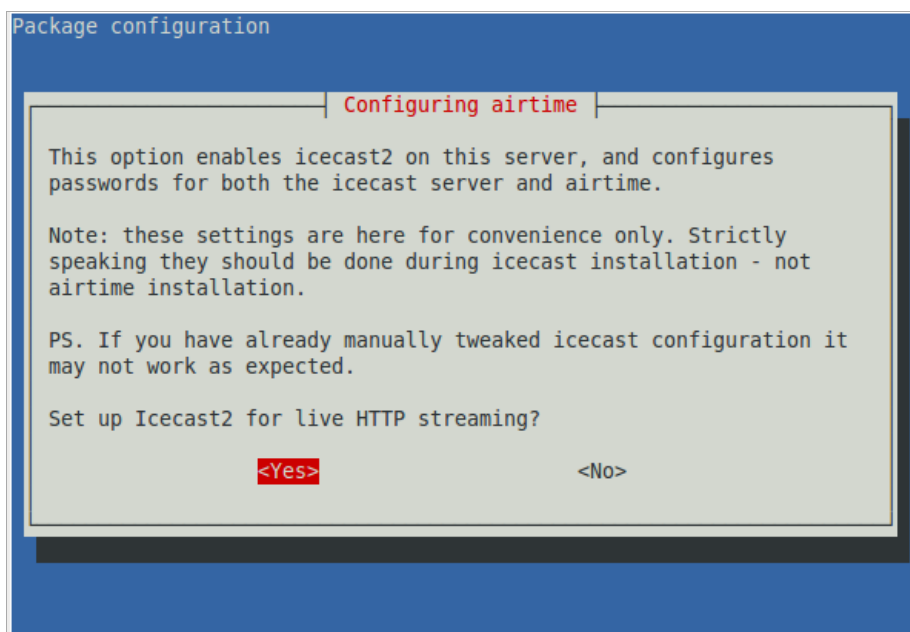 Package configuration
Configuring airtime
This option enables icecast2 on this server, and configures
passwords for both the icecast server and airtime.
Note: these settings are here for convenience only. Strictly
speaking they should be done during icecast installation - not
airtime installation.
PS. If you have already manually tweaked icecast configuration it
may not work as expected.
Set up Icecast2 for live HTTP streaming?
<Yes> <No>